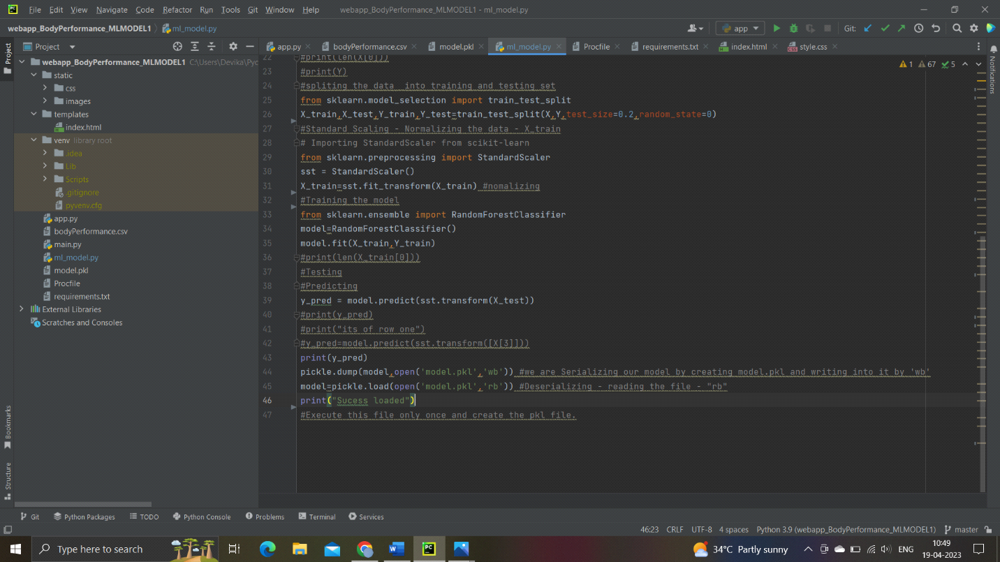 File Edit View Navigate Code Refactor Run Tools Git Window Help webapp_BodyPerformance_MLMODEL1 - ml_model.py
webapp_BodyPerformance_MLMODEL1 ml_model.py app Git:
Project app.py bodyPerformance.csv model.pkl ml_model.py Procfile requirements.txt index.html style.css
Project
Notifications
Bookmarks
Structure
webapp_BodyPerformance_MLMODEL1 C:\Users\Devika\Pyc
static
css
images
templates
index.html
venv library root
.idea
Lib
Scripts
.gitignore
pyvenv.cfg
app.py
bodyPerformance.csv
main.py
ml_model.py
model.pkl
Procfile
requirements.txt
External Libraries
Scratches and Consoles
1 67 5
22 #print(len(X[0]))
23 #print(Y)
24 #spliting the data into training and testing set
25 from sklearn.model_selection import train_test_split
26 X_train,X_test,Y_train,Y_test=train_test_split(X,Y,test_size=0.2,random_state=0)
27 #Standard Scaling - Normalizing the data - X_train
28 # Importing StandardScaler from scikit-learn
29 from sklearn.preprocessing import StandardScaler
30 sst = StandardScaler()
31 X_train=sst.fit_transform(X_train) #nomalizing
32 #Training the model
33 from sklearn.ensemble import RandomForestClassifier
34 model=RandomForestClassifier()
35 model.fit(X_train,Y_train)
36 #print(len(X_train[0]))
37 #Testing
38 #Predicting
39 y_pred = model.predict(sst.transform(X_test))
40 #print(y_pred)
41 #print("its of row one")
42 #y_pred=model.predict(sst.transform([X[3]]))
43 print(y_pred)
44 pickle.dump(model,open('model.pkl','wb')) #we are Serializing our model by creating model.pkl and writing into it by 'wb'
45 model=pickle.load(open('model.pkl','rb')) #Deserializing - reading the file - "rb"
46 print("Sucess loaded")
47 #Execute this file only once and create the pkl file.
Git Python Packages TODO Python Console Problems Terminal Services
46:23 CRLF UTF-8 4 spaces Python 3.9 (webapp_BodyPerformance_MLMODEL1) master
Type here to search 34°C Partly sunny ENG 10:49
19-04-2023